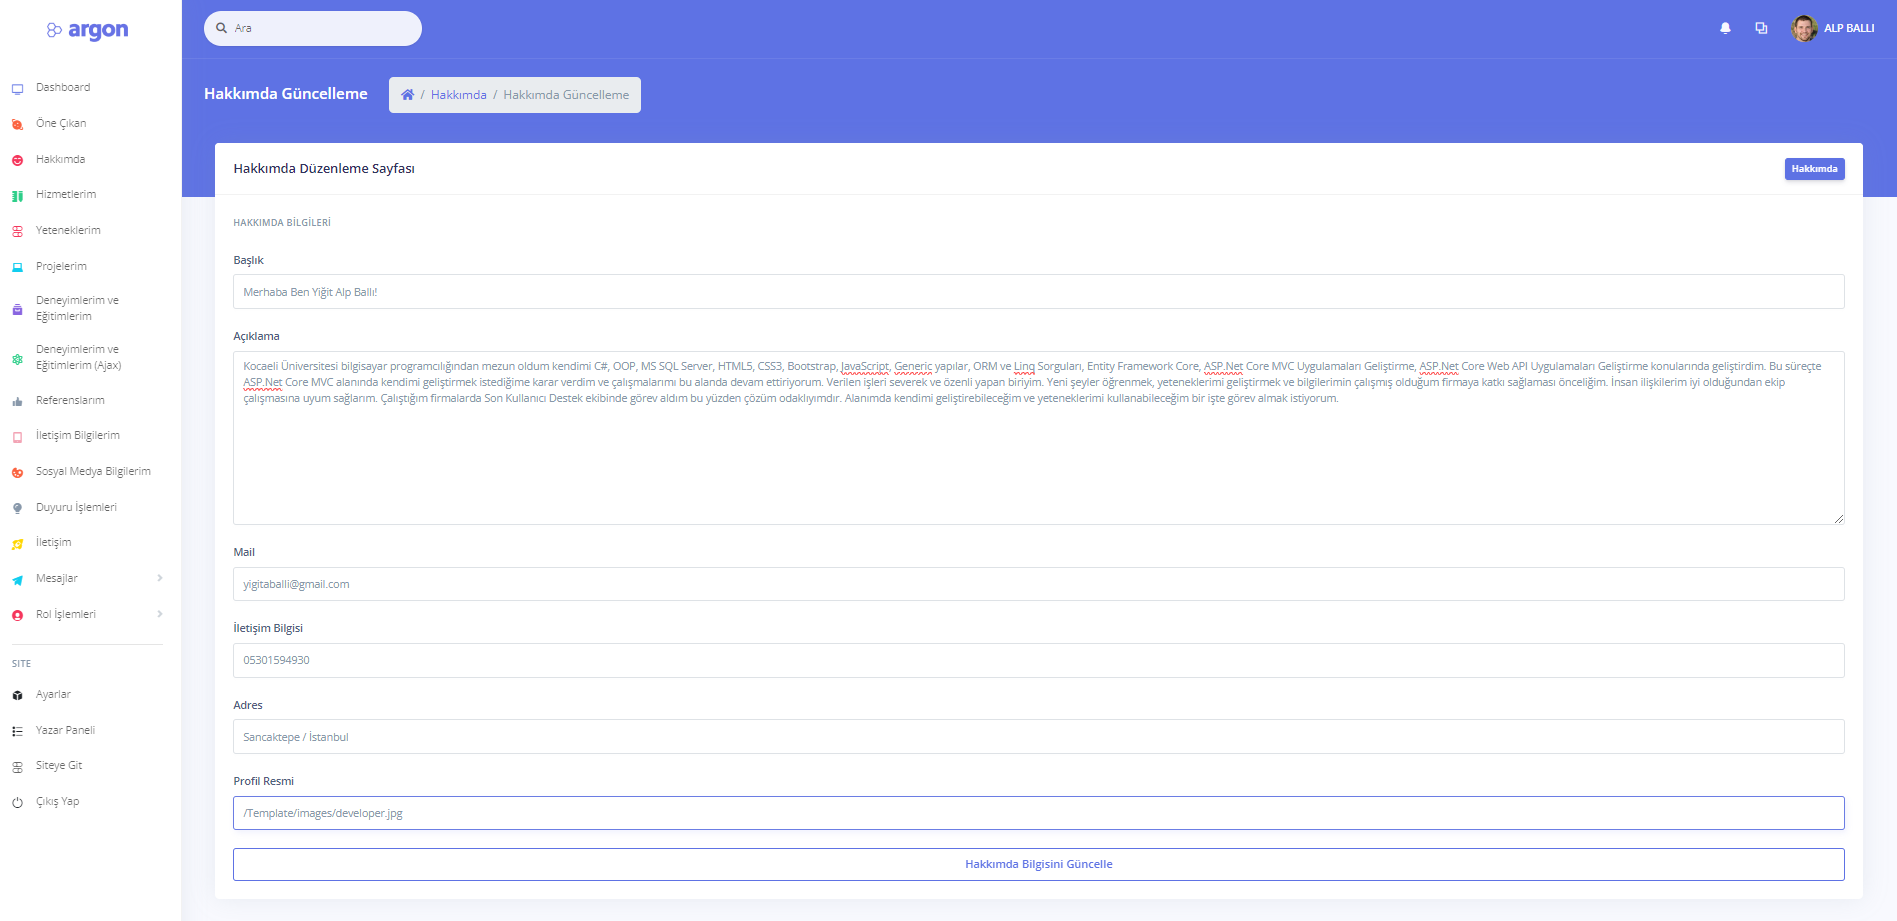 argon
Ara
ALP BALLI
Dashboard
Öne Çıkan
Hakkımda
Hizmetlerim
Yeteneklerim
Projelerim
Deneyimlerim ve
Eğitimlerim
Deneyimlerim ve
Eğitimlerim (Ajax)
Referanslarım
İletişim Bilgilerim
Sosyal Medya Bilgilerim
Duyuru İşlemleri
İletişim
Mesajlar
Rol İşlemleri
SITE
Ayarlar
Yazar Paneli
Siteye Git
Çıkış Yap
Hakkımda Güncelleme
/ Hakkımda / Hakkımda Güncelleme
Hakkımda Düzenleme Sayfası
Hakkımda
HAKKIMDA BİLGİLERİ
Başlık
Merhaba Ben Yiğit Alp Ballı!
Açıklama
Kocaeli Üniversitesi bilgisayar programcılığından mezun oldum kendimi C#, OOP, MS SQL Server, HTML5, CSS3, Bootstrap, JavaScript, Generic yapılar, ORM ve Linq Sorguları, Entity Framework Core, ASP.Net Core MVC Uygulamaları Geliştirme, ASP.Net Core Web API Uygulamaları Geliştirme konularında geliştirdim. Bu süreçte
ASP.Net Core MVC alanında kendimi geliştirmek istediğime karar verdim ve çalışmalarımı bu alanda devam ettiriyorum. Verilen işleri severek ve özenli yapan biriyim. Yeni şeyler öğrenmek, yeteneklerimi geliştirmek ve bilgilerimin çalışmış olduğum firmaya katkı sağlaması önceliğim. İnsan ilişkilerim iyi olduğundan ekip
çalışmasına uyum sağlarım. Çalıştığım firmalarda Son Kullanıcı Destek ekibinde görev aldım bu yüzden çözüm odaklıyımdır. Alanımda kendimi geliştirebileceğim ve yeteneklerimi kullanabileceğim bir işte görev almak istiyorum.
Mail
yigitaballi@gmail.com
İletişim Bilgisi
05301594930
Adres
Sancaktepe / İstanbul
Profil Resmi
/Template/images/developer.jpg
Hakkımda Bilgisini Güncelle